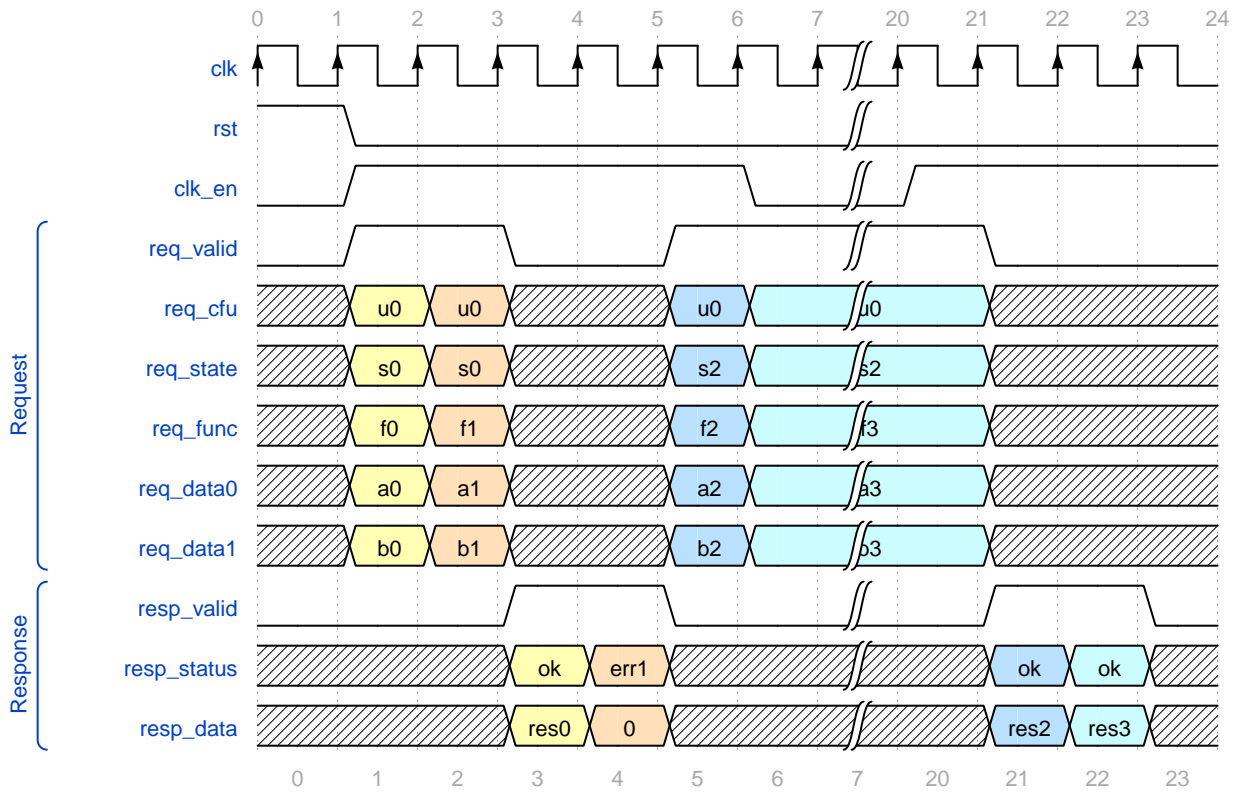 0 1 2 3 4 5 6 7 20 21 22 23 24
clk
rst
clk_en
Request
req_valid
req_cfu u0 u0 u0 u0
req_state s0 s0 s2 s2
req_func f0 f1 f2 f3
req_data0 a0 a1 a2 a3
req_data1 b0 b1 b2 b3
Response
resp_valid
resp_status ok err1 ok ok
resp_data res0 0 res2 res3
0 1 2 3 4 5 6 7 20 21 22 23